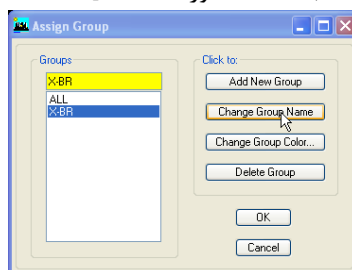 Assign Group
Groups
X-BR
ALL
X-BR
Click to:
Add New Group
Change Group Name
Change Group Color...
Delete Group
OK
Cancel